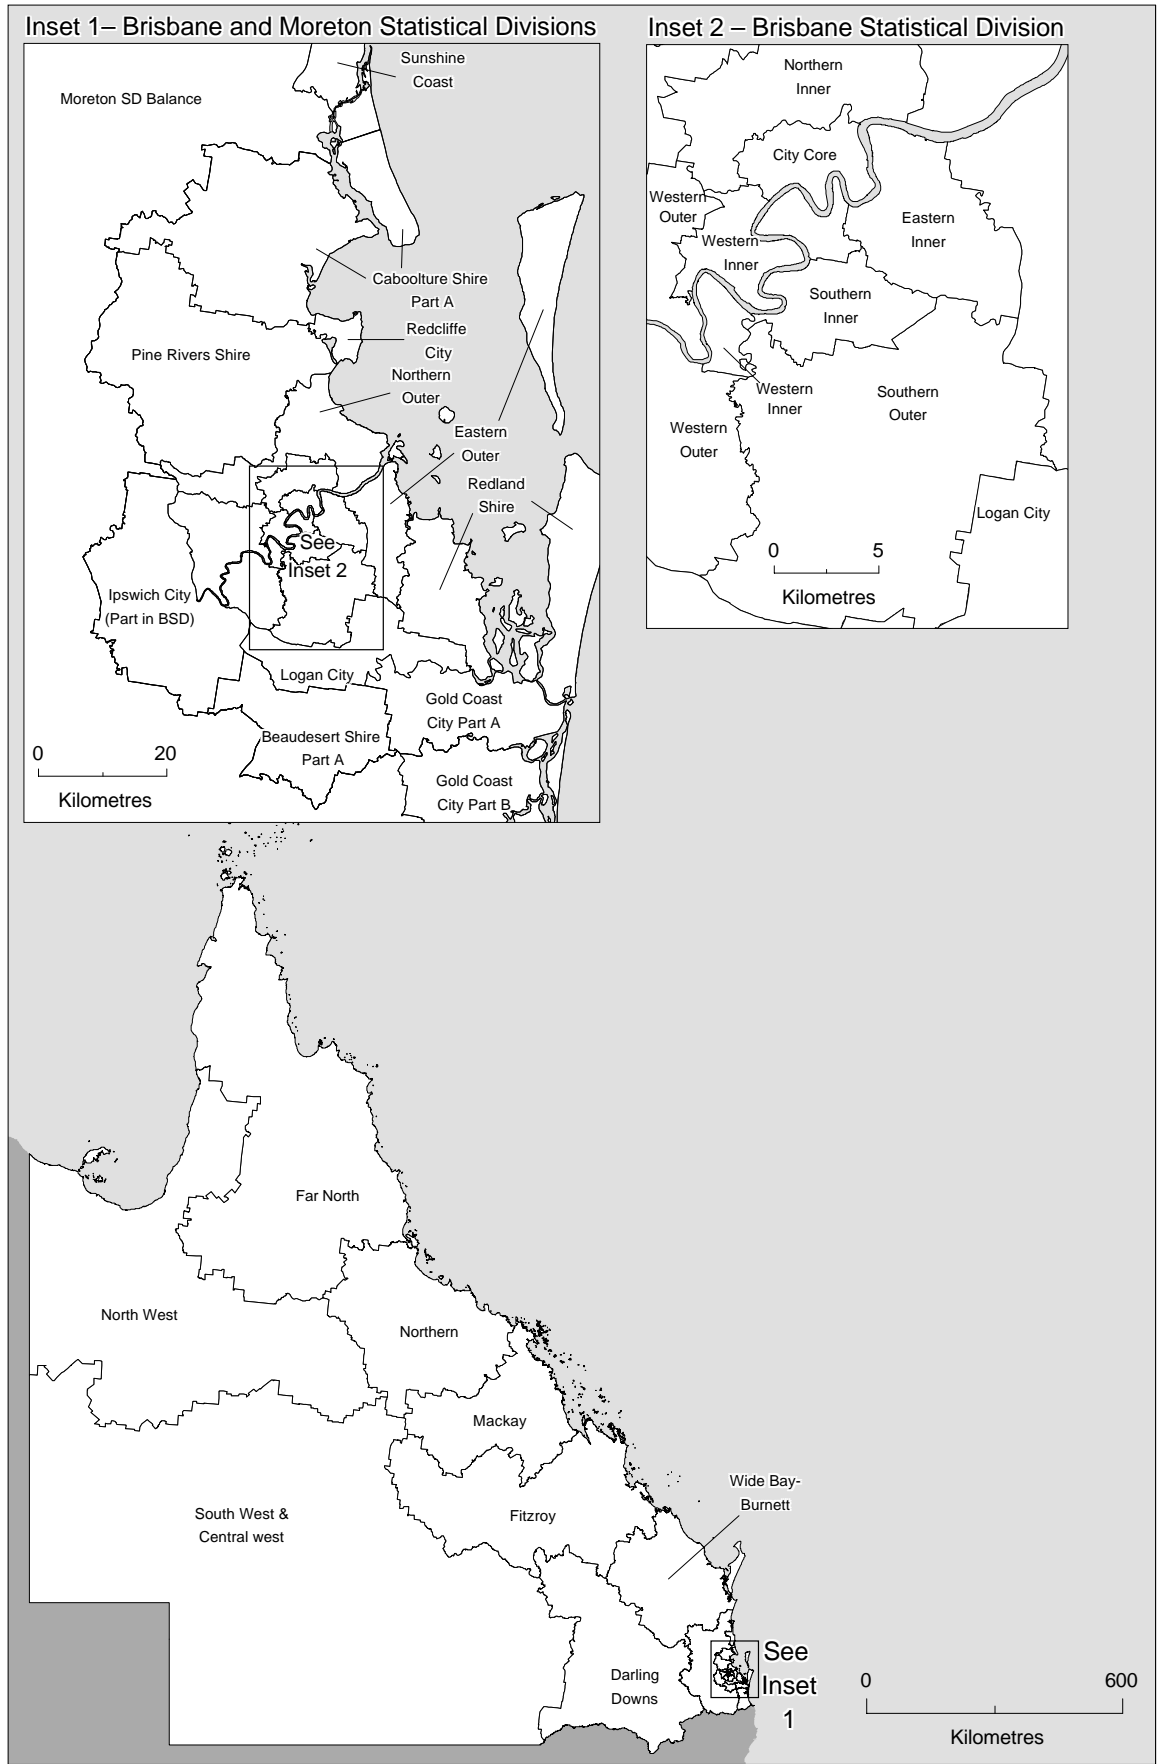 Inset 1– Brisbane and Moreton Statistical Divisions
Sunshine
Coast
Moreton SD Balance
Caboolture Shire
Part A
Redcliffe
City
Pine Rivers Shire
Northern
Outer
Eastern
Outer
Redland
Shire
See
Inset 2
Ipswich City
(Part in BSD)
Logan City
Gold Coast
City Part A
Beaudesert Shire
Part A
Gold Coast
City Part B
0 20
Kilometres
Inset 2 – Brisbane Statistical Division
Northern
Inner
City Core
Western
Outer
Eastern
Inner
Western
Inner
Southern
Inner
Western
Inner
Southern
Outer
Western
Outer
Logan City
0 5
Kilometres
Far North
North West
Northern
Mackay
Wide Bay-
Burnett
South West &
Central west
Fitzroy
Darling
Downs
See
Inset
1
0 600
Kilometres